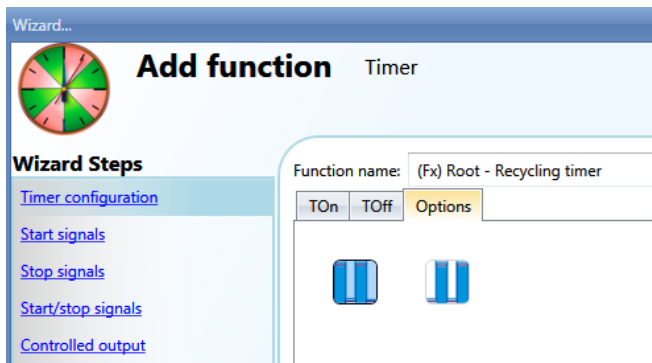 Wizard...
Add function Timer
Wizard Steps
Timer configuration
Start signals
Stop signals
Start/stop signals
Controlled output
Function name: (Fx) Root - Recycling timer
TOn TOff Options